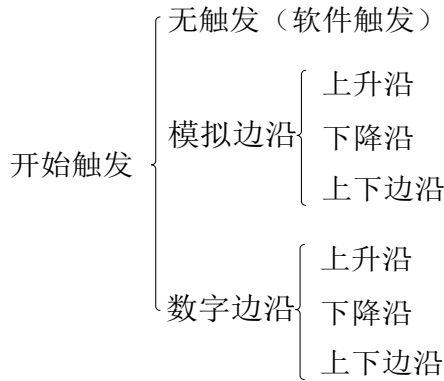 无触发（软件触发）
上升沿
模拟边沿
下降沿
开始触发
上下边沿
上升沿
数字边沿
下降沿
上下边沿